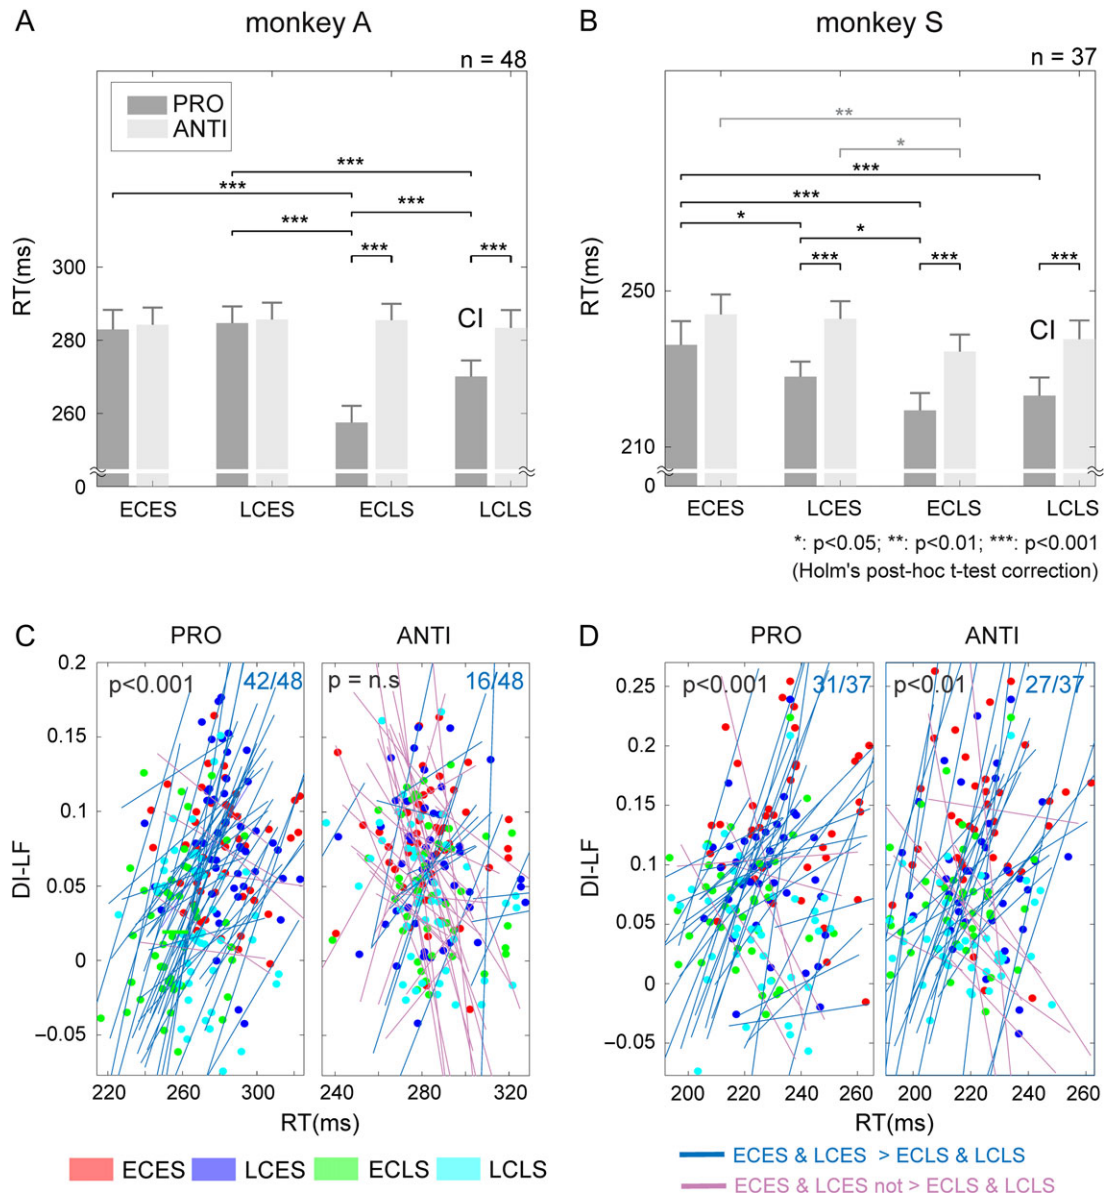 A
monkey A
n = 48
PRO
ANTI
***
***
***
***
***
***
RT(ms)
300
280
260
0
CI
ECES
LCES
ECLS
LCLS
B
monkey S
n = 37
**
*
***
***
*
*
***
***
***
RT(ms)
250
210
0
CI
ECES
LCES
ECLS
LCLS
*: p<0.05; **: p<0.01; ***: p<0.001
(Holm's post-hoc t-test correction)
C
PRO
ANTI
p<0.001
42/48
p = n.s
16/48
DI-LF
0.2
0.15
0.1
0.05
0
−0.05
220
260
300
240
280
320
RT(ms)
D
PRO
ANTI
p<0.001
31/37
p<0.01
27/37
DI-LF
0.25
0.2
0.15
0.1
0.05
0
−0.05
200
220
240
260
200
220
240
260
RT(ms)
ECES
LCES
ECLS
LCLS
ECES & LCES > ECLS & LCLS
ECES & LCES not > ECLS & LCLS